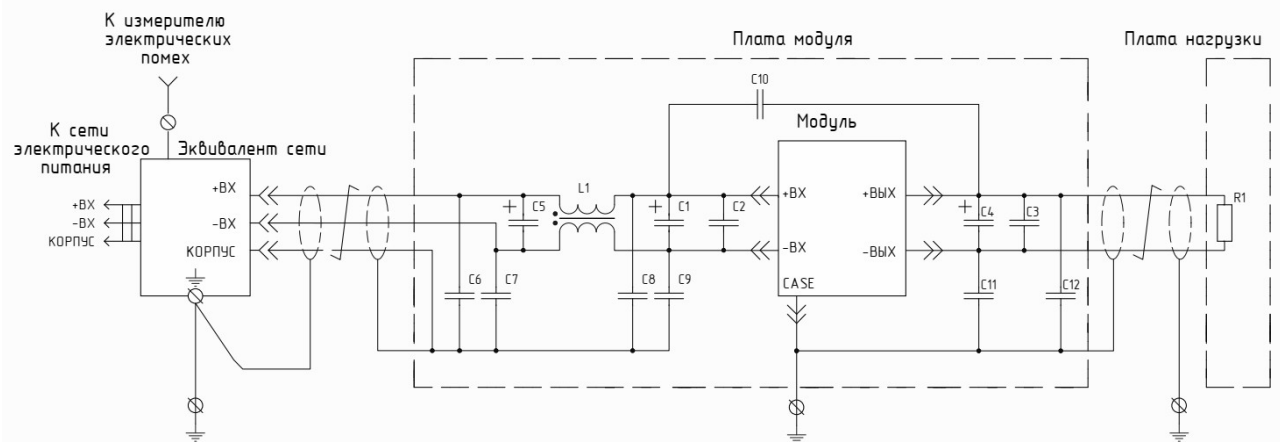 К измерителю
электрических
помех
Плата модуля
Плата нагрузки
C10
К сети
электрического
питания
Эквивалент сети
Модуль
+ВХ
-ВХ
КОРПУС
+ВХ
-ВХ
КОРПУС
+
C5
L1
+
C1
C2
+ВХ
-ВХ
CASE
+ВЫХ
-ВЫХ
+
C4
C3
R1
C6
C7
C8
C9
C11
C12